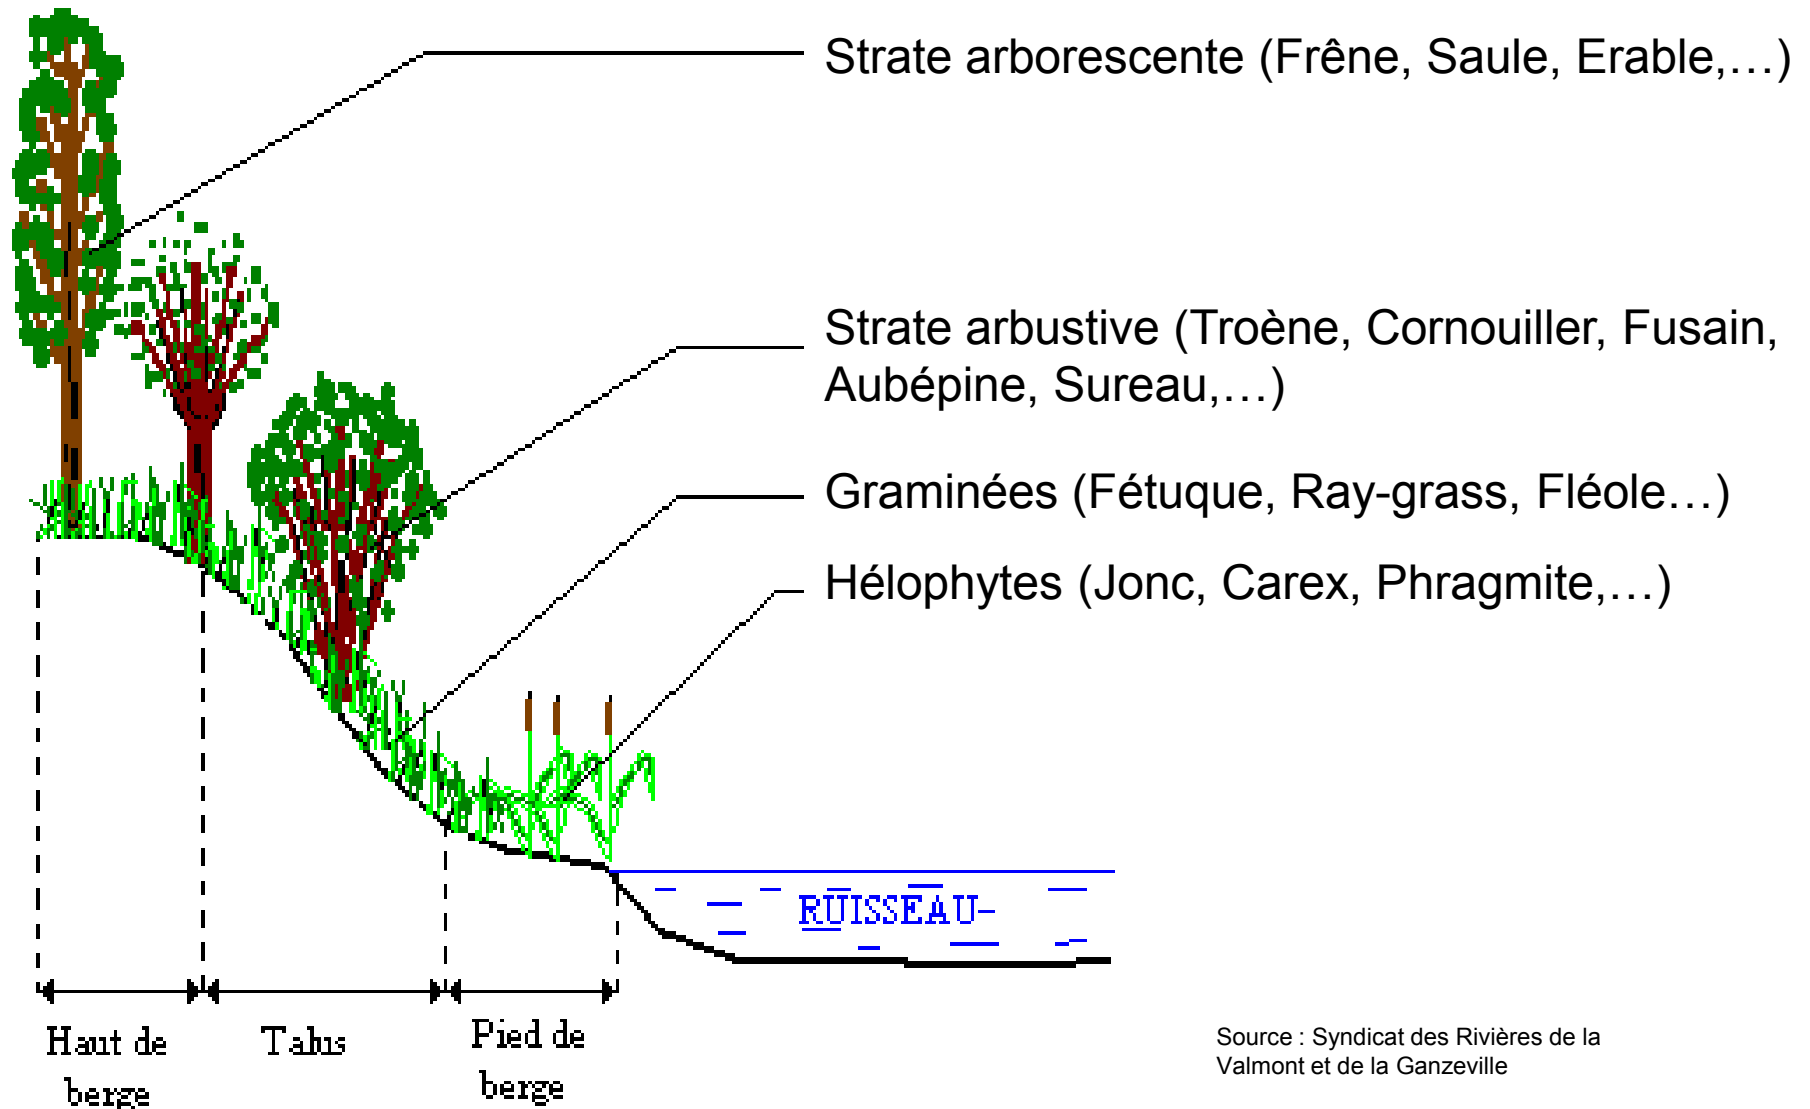 Strate arborescente (Frêne, Saule, Erable,…)
Strate arbustive (Troène, Cornouiller, Fusain,
Aubépine, Sureau,…)
Graminées (Fétuque, Ray-grass, Fléole…)
Hélophytes (Jonc, Carex, Phragmite,…)
RUISSEAU
Haut de
berge
Talus
Pied de
berge
Source : Syndicat des Rivières de la
Valmont et de la Ganzeville